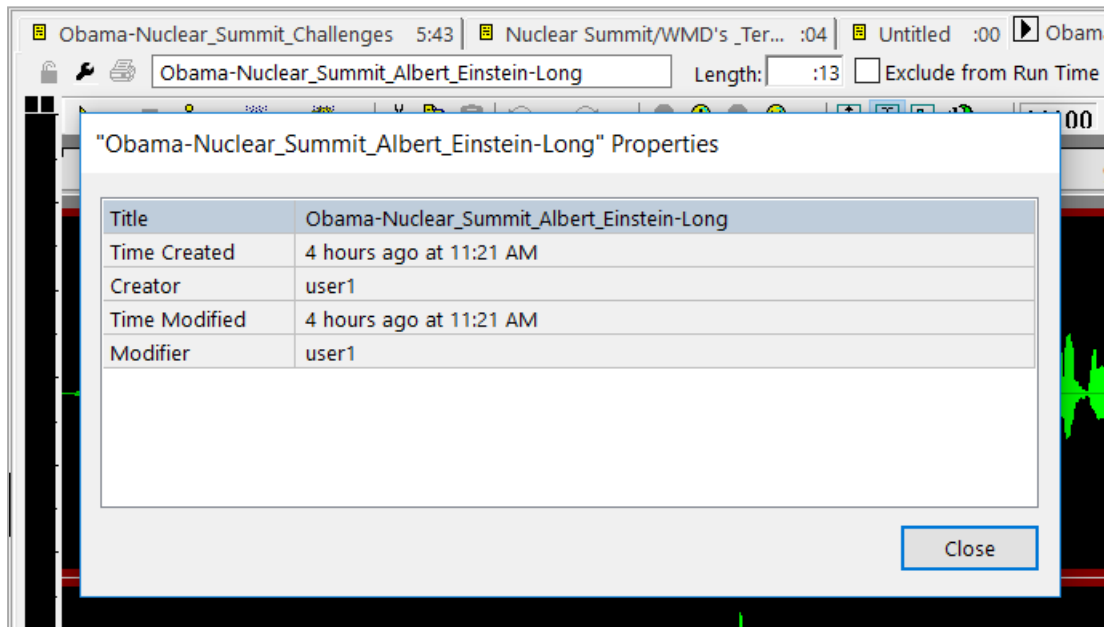 Obama-Nuclear_Summit_Challenges 5:43 Nuclear Summit/WMD's _Ter... :04 Untitled :00 Obam
Obama-Nuclear_Summit_Albert_Einstein-Long Length: :13 Exclude from Run Time
00
"Obama-Nuclear_Summit_Albert_Einstein-Long" Properties
Title Obama-Nuclear_Summit_Albert_Einstein-Long
Time Created 4 hours ago at 11:21 AM
Creator user1
Time Modified 4 hours ago at 11:21 AM
Modifier user1
Close